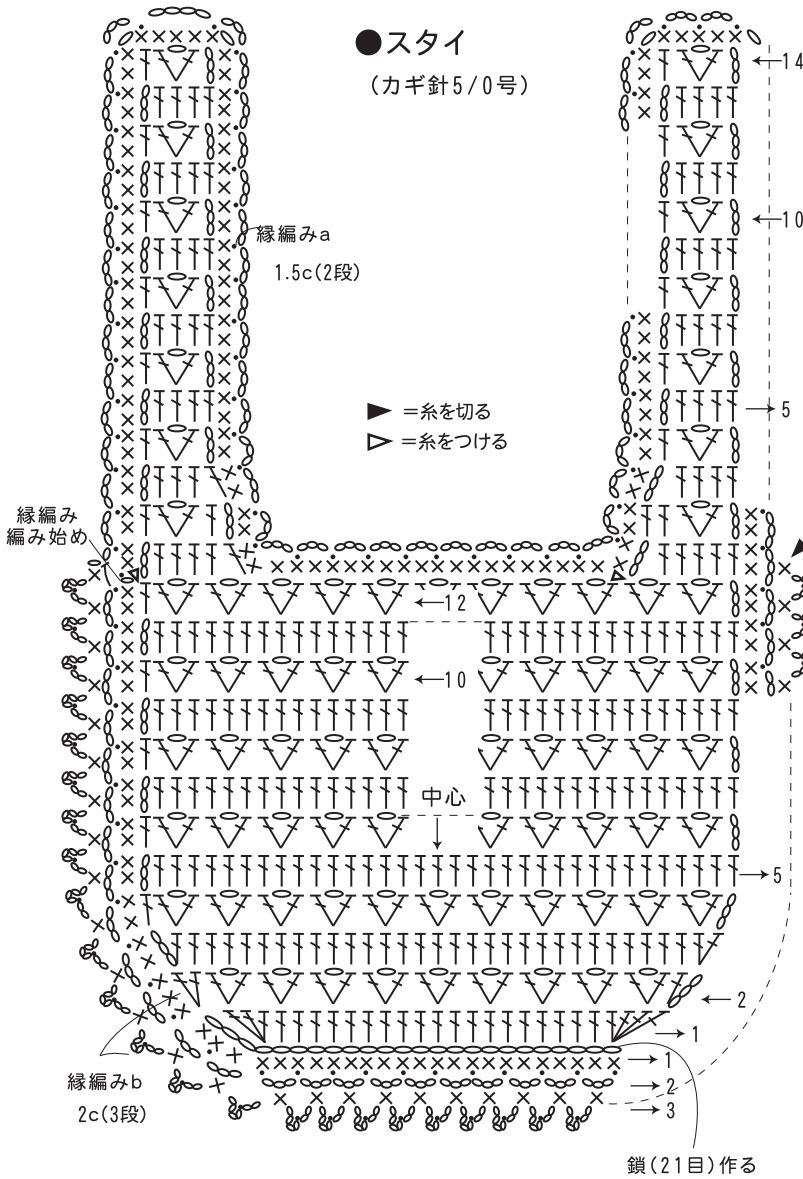 ●スタイ
(カギ針5/0号)
←14
←10
縁編みa
1.5c(2段)
▶ =糸を切る
▷ =糸をつける
→5
縁編み
編み始め
←12
←10
中心
→5
←2
→1
縁編みb
2c(3段)
→1
→2
→3
鎖(21目)作る